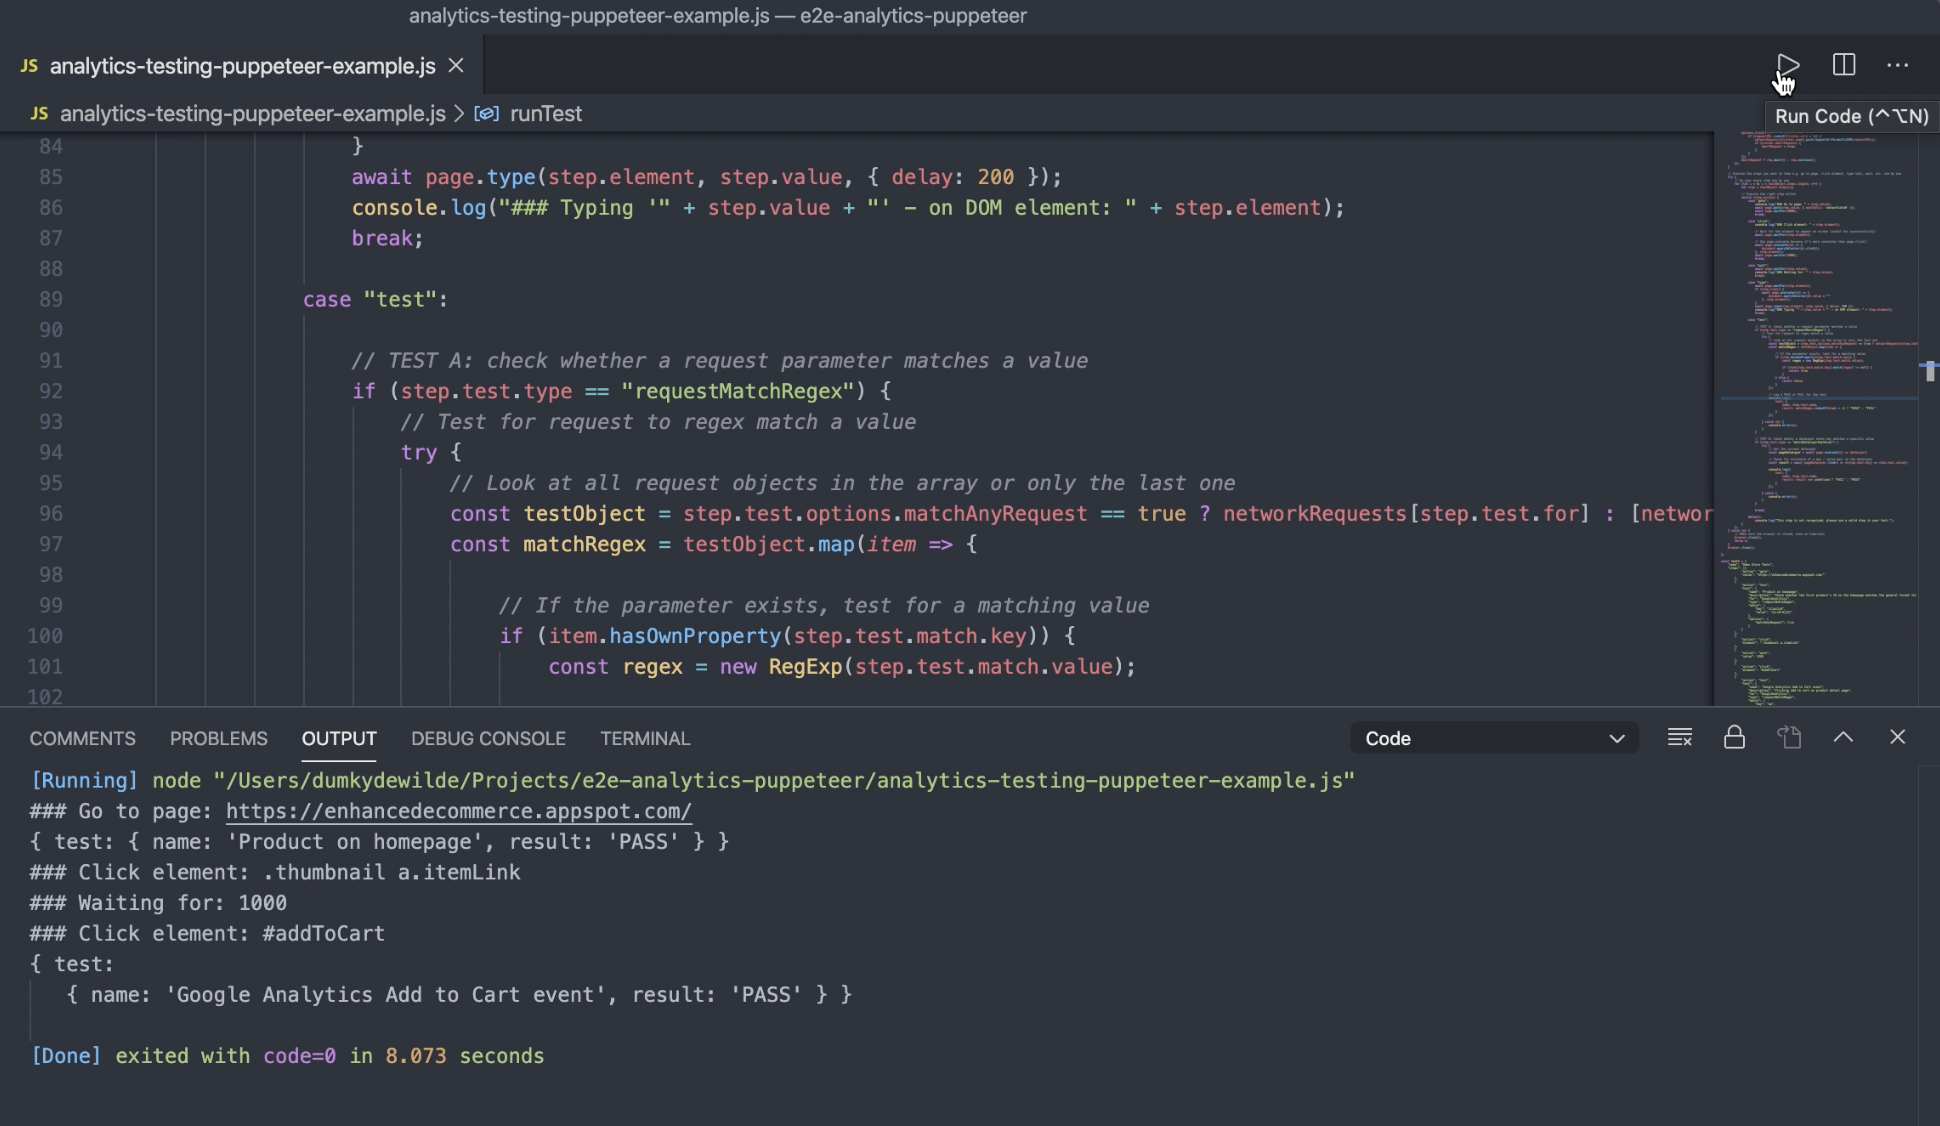 analytics-testing-puppeteer-example.js — e2e-analytics-puppeteer
JS analytics-testing-puppeteer-example.js
JS analytics-testing-puppeteer-example.js > runTest
Run Code (^⌥N)
84 }
85 await page.type(step.element, step.value, { delay: 200 });
86 console.log("### Typing '" + step.value + "' - on DOM element: " + step.element);
87 break;
88
89 case "test":
90
91 // TEST A: check whether a request parameter matches a value
92 if (step.test.type == "requestMatchRegex") {
93 // Test for request to regex match a value
94 try {
95 // Look at all request objects in the array or only the last one
96 const testObject = step.test.options.matchAnyRequest == true ? networkRequests[step.test.for] : [networ
97 const matchRegex = testObject.map(item => {
98
99 // If the parameter exists, test for a matching value
100 if (item.hasOwnProperty(step.test.match.key)) {
101 const regex = new RegExp(step.test.match.value);
102
COMMENTS PROBLEMS OUTPUT DEBUG CONSOLE TERMINAL Code
[Running] node "/Users/dumkydewilde/Projects/e2e-analytics-puppeteer/analytics-testing-puppeteer-example.js"
### Go to page: https://enhancedecommerce.appspot.com/
{ test: { name: 'Product on homepage', result: 'PASS' } }
### Click element: .thumbnail a.itemLink
### Waiting for: 1000
### Click element: #addToCart
{ test:
{ name: 'Google Analytics Add to Cart event', result: 'PASS' } }
[Done] exited with code=0 in 8.073 seconds